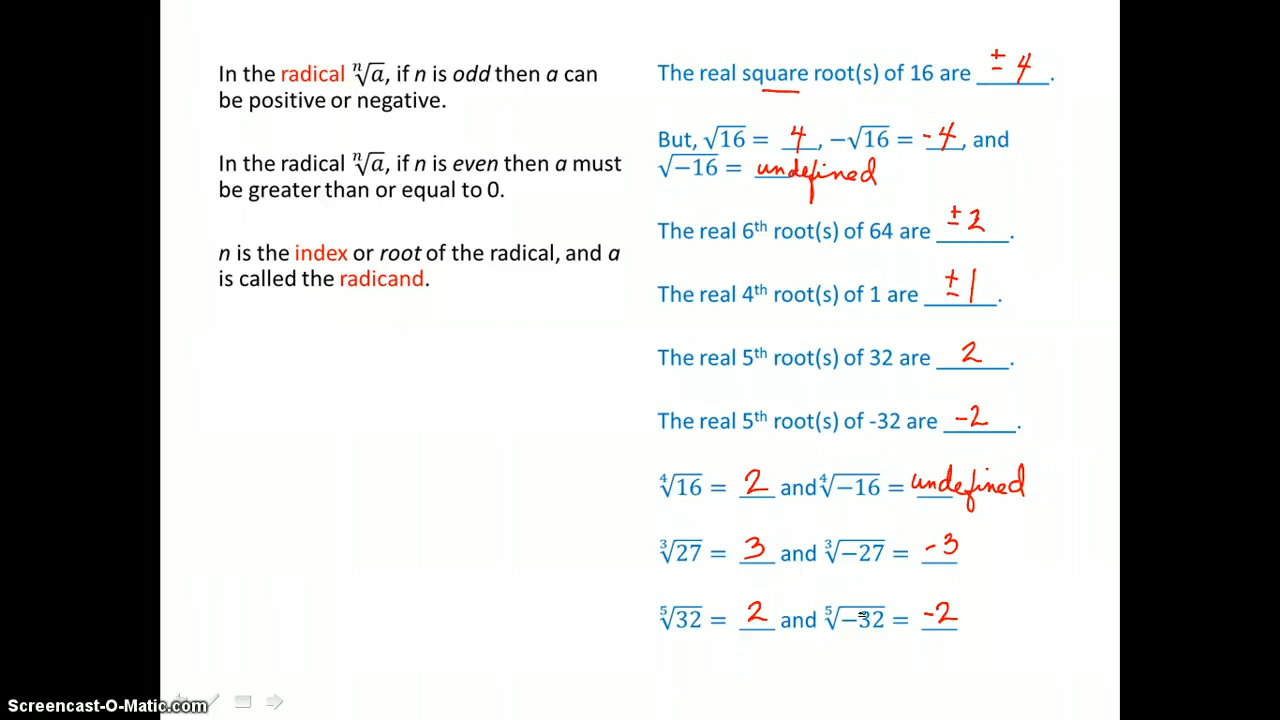 In the radical ⁿ√a, if n is odd then a can
be positive or negative.
In the radical ⁿ√a, if n is even then a must
be greater than or equal to 0.
n is the index or root of the radical, and a
is called the radicand.
The real square root(s) of 16 are ±4.
But, √16 = 4, −√16 = -4, and
√−16 = undefined
The real 6th root(s) of 64 are ±2.
The real 4th root(s) of 1 are ±1.
The real 5th root(s) of 32 are 2.
The real 5th root(s) of -32 are -2.
⁴√16 = 2 and ⁴√−16 = undefined
³√27 = 3 and ³√−27 = -3
⁵√32 = 2 and ⁵√−32 = -2
Screencast-O-Matic.com